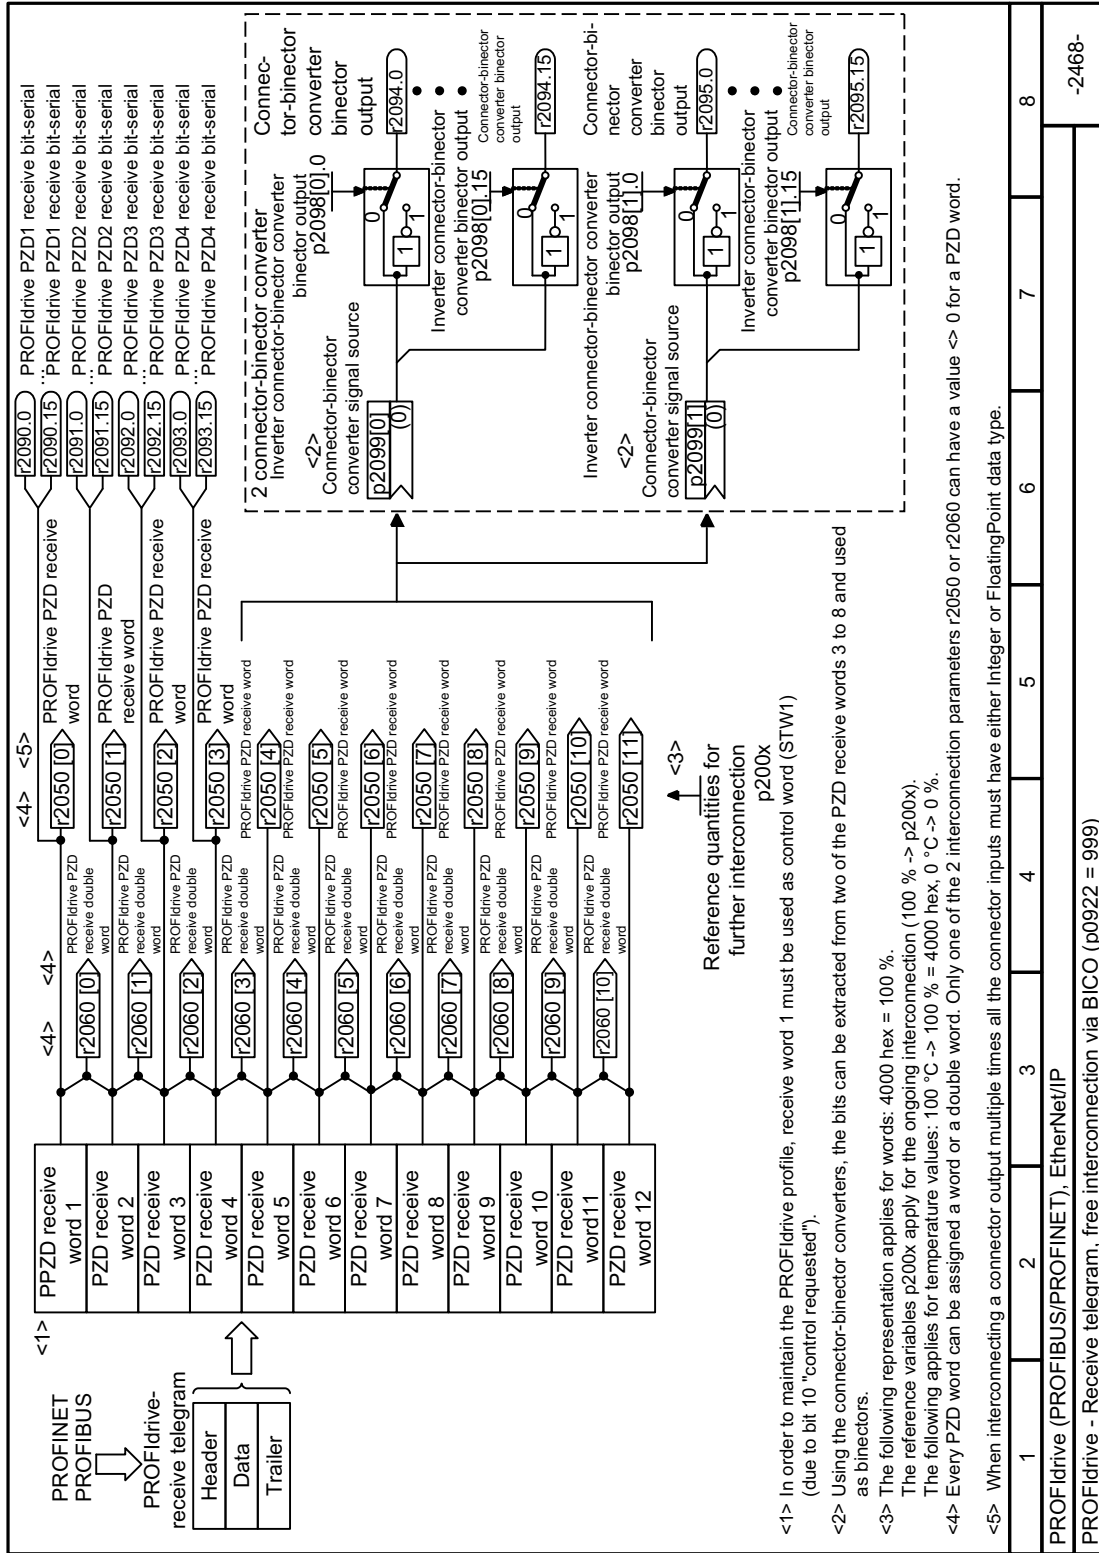 PROFINET
PROFIBUS
PROFIdrive-
receive telegram
Header
Data
Trailer
<1>
PPZD receive
word 1
PZD receive
word 2
PZD receive
word 3
PZD receive
word 4
PZD receive
word 5
PZD receive
word 6
PZD receive
word 7
PZD receive
word 8
PZD receive
word 9
PZD receive
word 10
PZD receive
word11
PZD receive
word 12
<4>
<4>
r2060 [0]
PROFIdrive PZD
receive double
word
r2060 [1]
PROFIdrive PZD
receive double
word
r2060 [2]
PROFIdrive PZD
receive double
word
r2060 [3]
PROFIdrive PZD
receive double
word
r2060 [4]
PROFIdrive PZD
receive double
word
r2060 [5]
PROFIdrive PZD
receive double
word
r2060 [6]
PROFIdrive PZD
receive double
word
r2060 [7]
PROFIdrive PZD
receive double
word
r2060 [8]
PROFIdrive PZD
receive double
word
r2060 [9]
PROFIdrive PZD
receive double
word
r2060 [10]
PROFIdrive PZD
receive double
word
<4>
<5>
r2050 [0]
PROFIdrive PZD receive
word
r2050 [1]
PROFIdrive PZD
receive word
r2050 [2]
PROFIdrive PZD receive
word
r2050 [3]
PROFIdrive PZD receive
word
PROFIdrive PZD receive word
r2050 [4]
PROFIdrive PZD receive word
r2050 [5]
PROFIdrive PZD receive word
r2050 [6]
PROFIdrive PZD receive word
r2050 [7]
PROFIdrive PZD receive word
r2050 [8]
PROFIdrive PZD receive word
r2050 [9]
PROFIdrive PZD receive word
r2050 [10]
PROFIdrive PZD receive word
r2050 [11]
<3>
Reference quantities for
further interconnection
p200x
r2090.0 PROFIdrive PZD1 receive bit-serial
...
r2090.15 PROFIdrive PZD1 receive bit-serial
r2091.0 PROFIdrive PZD2 receive bit-serial
...
r2091.15 PROFIdrive PZD2 receive bit-serial
r2092.0 PROFIdrive PZD3 receive bit-serial
...
r2092.15 PROFIdrive PZD3 receive bit-serial
r2093.0 PROFIdrive PZD4 receive bit-serial
...
r2093.15 PROFIdrive PZD4 receive bit-serial
2 connector-binector converter
Inverter connector-binector converter
binector output
p2098[0].0
Connec-
tor-binector
converter
binector
output
r2094.0
<2>
Connector-binector
converter signal source
p2099[0]
(0)
0
1
1
Inverter connector-binector
converter binector output
p2098[0].15
Connector-binector
converter binector
output
r2094.15
0
1
1
Inverter connector-binector converter
binector output
p2098[1].0
Connector-bi-
nector
converter
binector
output
r2095.0
<2>
Connector-binector
converter signal source
p2099[1]
(0)
0
1
1
Inverter connector-binector
converter binector output
p2098[1].15
Connector-binector
converter binector
output
r2095.15
0
1
1
<1> In order to maintain the PROFIdrive profile, receive word 1 must be used as control word (STW1)
(due to bit 10 "control requested").
<2> Using the connector-binector converters, the bits can be extracted from two of the PZD receive words 3 to 8 and used
as binectors.
<3> The following representation applies for words: 4000 hex = 100 %.
The reference variables p200x apply for the ongoing interconnection (100 % -> p200x).
The following applies for temperature values: 100 °C -> 100 % = 4000 hex, 0 °C -> 0 %.
<4> Every PZD word can be assigned a word or a double word. Only one of the 2 interconnection parameters r2050 or r2060 can have a value <> 0 for a PZD word.
<5> When interconnecting a connector output multiple times all the connector inputs must have either Integer or FloatingPoint data type.
1 2 3 4 5 6 7 8
PROFIdrive (PROFIBUS/PROFINET), EtherNet/IP
-2468-
PROFIdrive - Receive telegram, free interconnection via BICO (p0922 = 999)